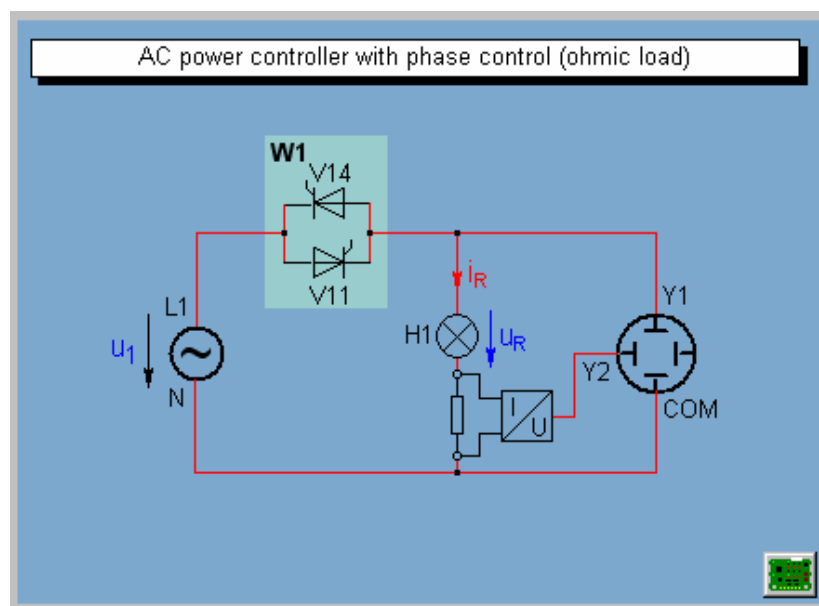 AC power controller with phase control (ohmic load)
W1
V14
V11
L1
u1
N
iR
H1
uR
I
U
Y1
Y2
COM